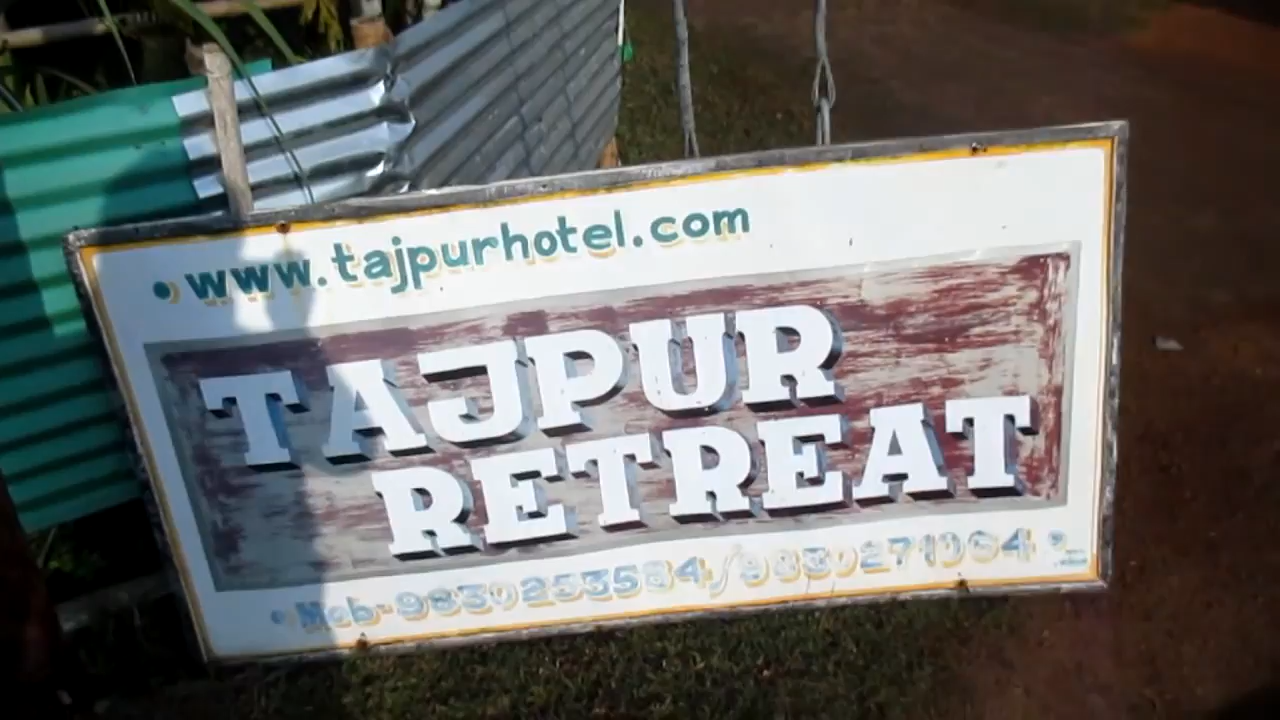 • www.tajpurhotel.com
TAJPUR
RETREAT
• Mob-9830253584/9830271064 •